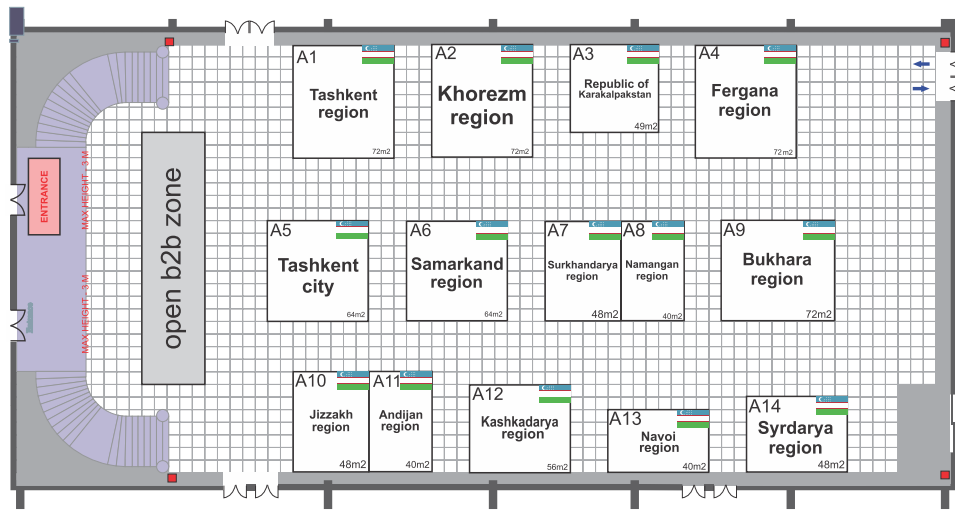 A1
Tashkent
region
72m2
A2
Khorezm
region
72m2
A3
Republic of
Karakalpakstan
49m2
A4
Fergana
region
72m2
ENTRANCE
MAX HEIGHT - 3 M
MAX HEIGHT - 3 M
open b2b zone
A5
Tashkent
city
64m2
A6
Samarkand
region
64m2
A7
Surkhandarya
region
48m2
A8
Namangan
region
40m2
A9
Bukhara
region
72m2
A10
Jizzakh
region
48m2
A11
Andijan
region
40m2
A12
Kashkadarya
region
56m2
A13
Navoi
region
40m2
A14
Syrdarya
region
48m2